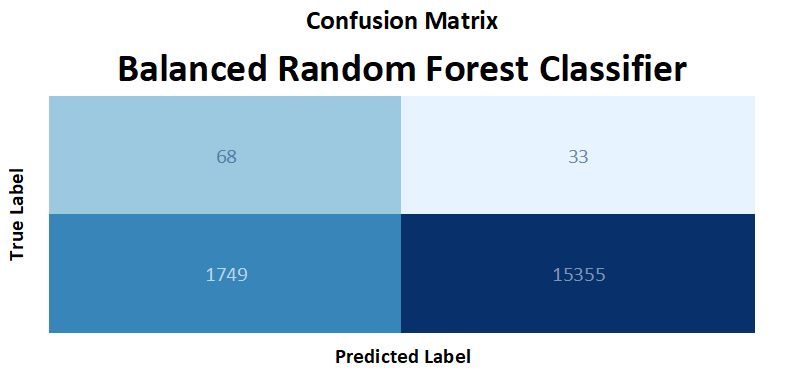 Confusion Matrix
Balanced Random Forest Classifier
True Label
68 33
1749 15355
Predicted Label